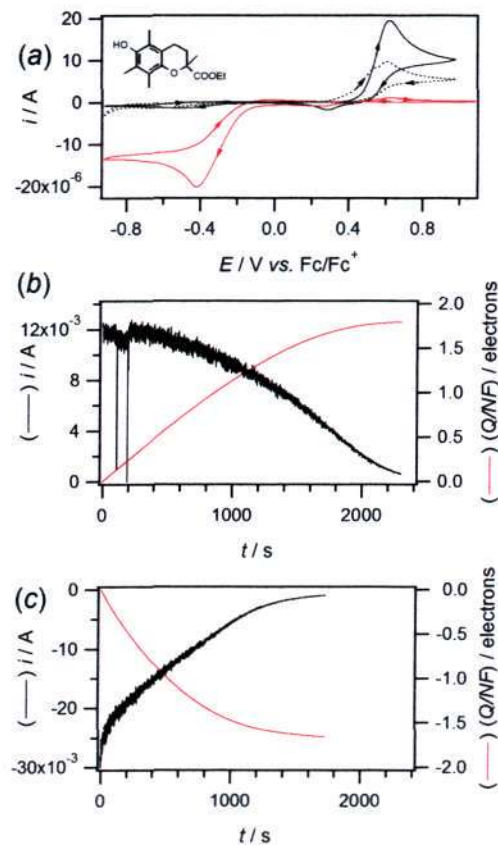 (a)
20
10
0
-10
-20x10⁻⁶
i / A
HO
O
COOEt
-0.8 -0.4 0.0 0.4 0.8
E / V vs. Fc/Fc⁺
(b)
12x10⁻³
8
4
0
(—) i / A
2.0
1.5
1.0
0.5
0.0
(—) (Q/NF) / electrons
0 1000 2000
t / s
(c)
0
-10
-20
-30x10⁻³
(—) i / A
0.0
-0.5
-1.0
-1.5
-2.0
(—) (Q/NF) / electrons
0 1000 2000
t / s